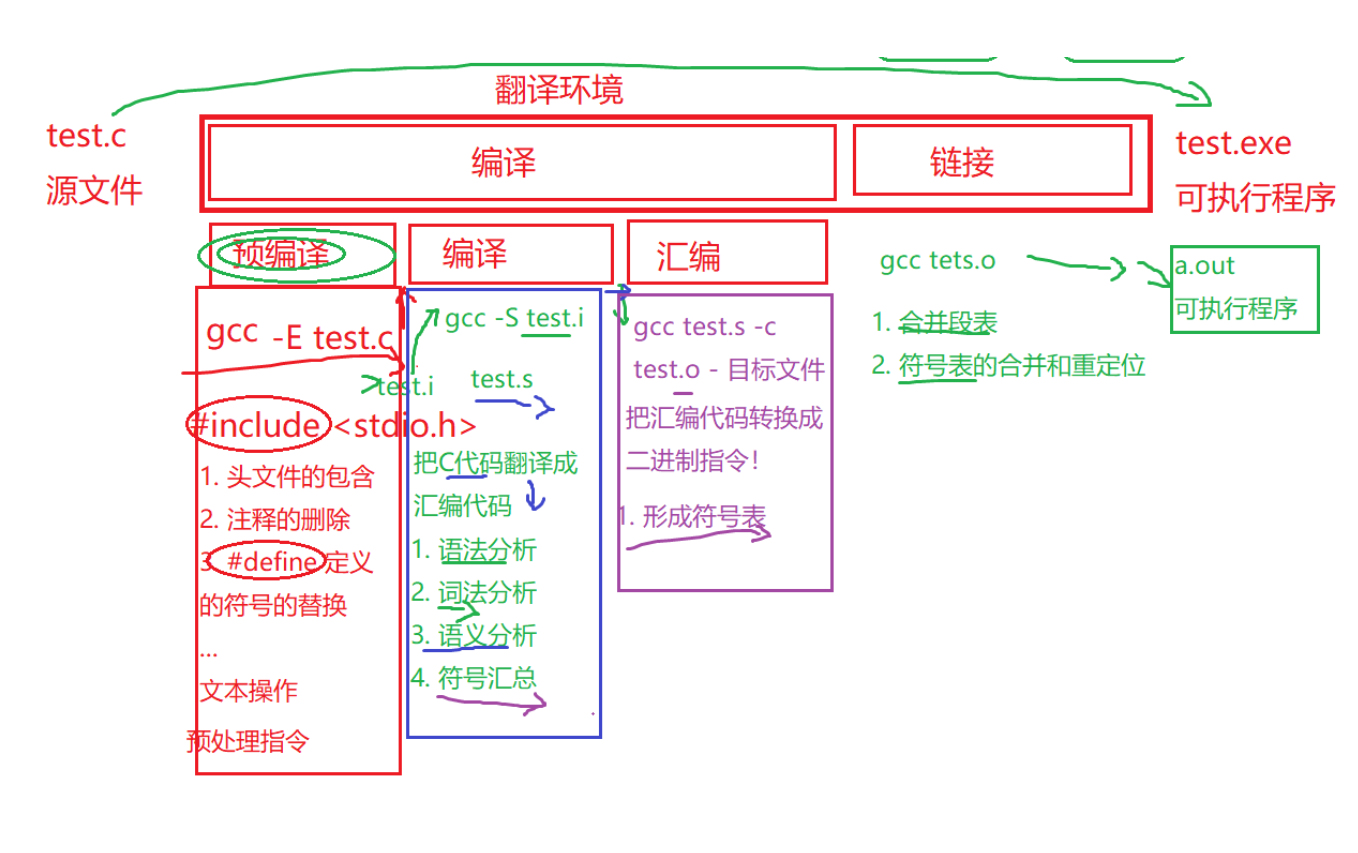 翻译环境
test.c
源文件
编译
链接
test.exe
可执行程序
预编译
编译
汇编
gcc -E test.c
test.i
#include <stdio.h>
1. 头文件的包含
2. 注释的删除
3. #define 定义
的符号的替换
...
文本操作
预处理指令
gcc -S test.i
test.s
把C代码翻译成
汇编代码
1. 语法分析
2. 词法分析
3. 语义分析
4. 符号汇总
gcc test.s -c
test.o - 目标文件
把汇编代码转换成
二进制指令!
1. 形成符号表
gcc tets.o
1. 合并段表
2. 符号表的合并和重定位
a.out
可执行程序